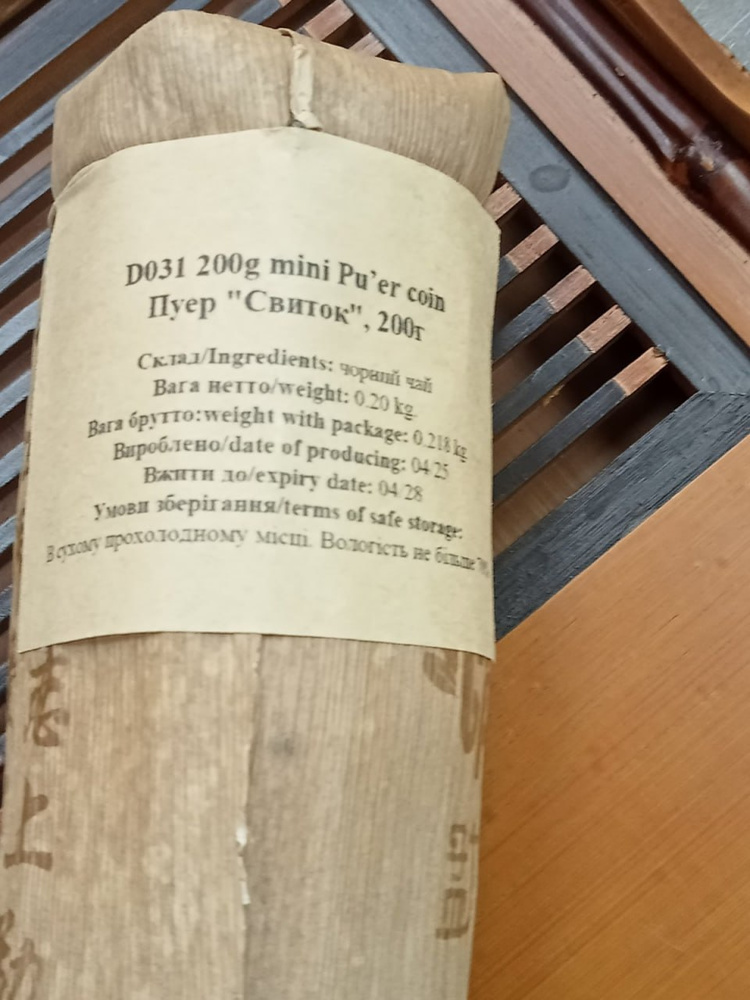 D031 200g mini Pu'er coin
Пуер "Свиток", 200г
Склад/Ingredients: чорний чай
Вага нетто/weight: 0.20 kg.
Вага брутто:weight with package: 0.218 kg
Вироблено/date of producing: 04 25
Вжити до/expiry date: 04 28
Умови зберігання/terms of safe storage:
В сухому прохолодному місці. Вологість не більше
上